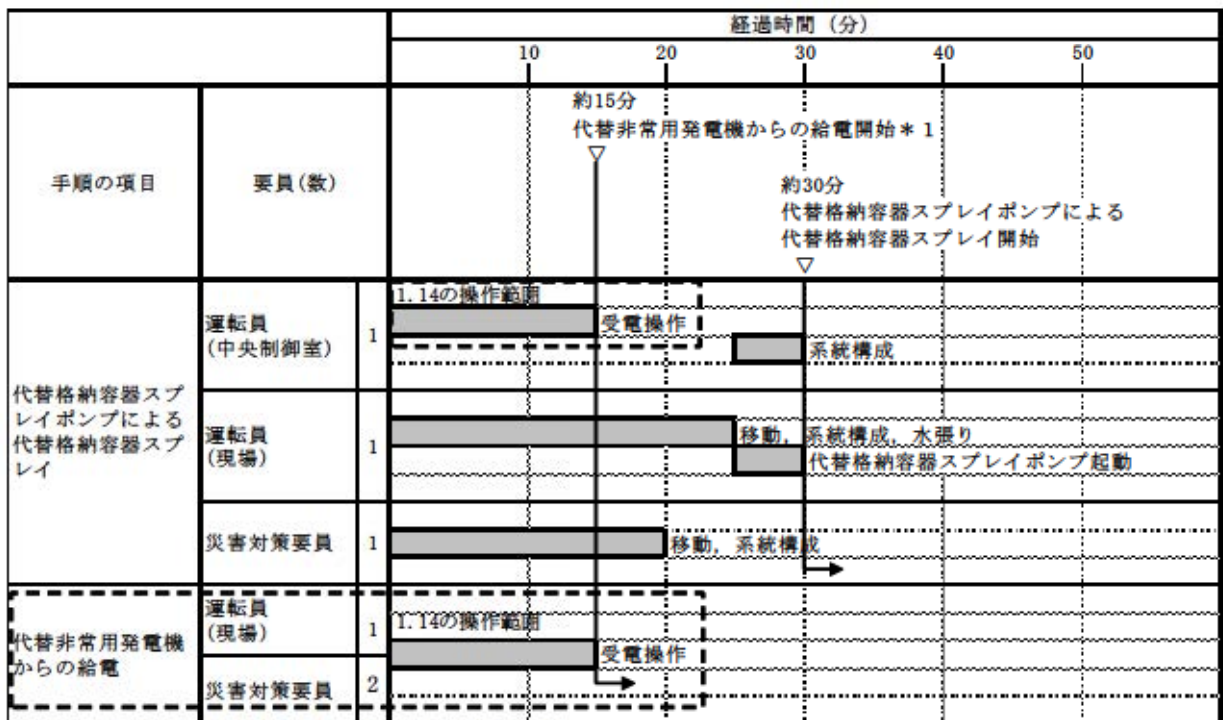 経過時間（分）
10 20 30 40 50
手順の項目
要員(数)
約15分
代替非常用発電機からの給電開始＊1
▽
約30分
代替格納容器スプレイポンプによる
代替格納容器スプレイ開始
▽
代替格納容器スプ
レイポンプによる
代替格納容器スプ
レイ
運転員
(中央制御室)
1
1.14の操作範囲
受電操作
系統構成
運転員
(現場)
1
移動，系統構成，水張り
代替格納容器スプレイポンプ起動
災害対策要員
1
移動，系統構成
代替非常用発電機
からの給電
運転員
(現場)
1
1.14の操作範囲
受電操作
災害対策要員
2